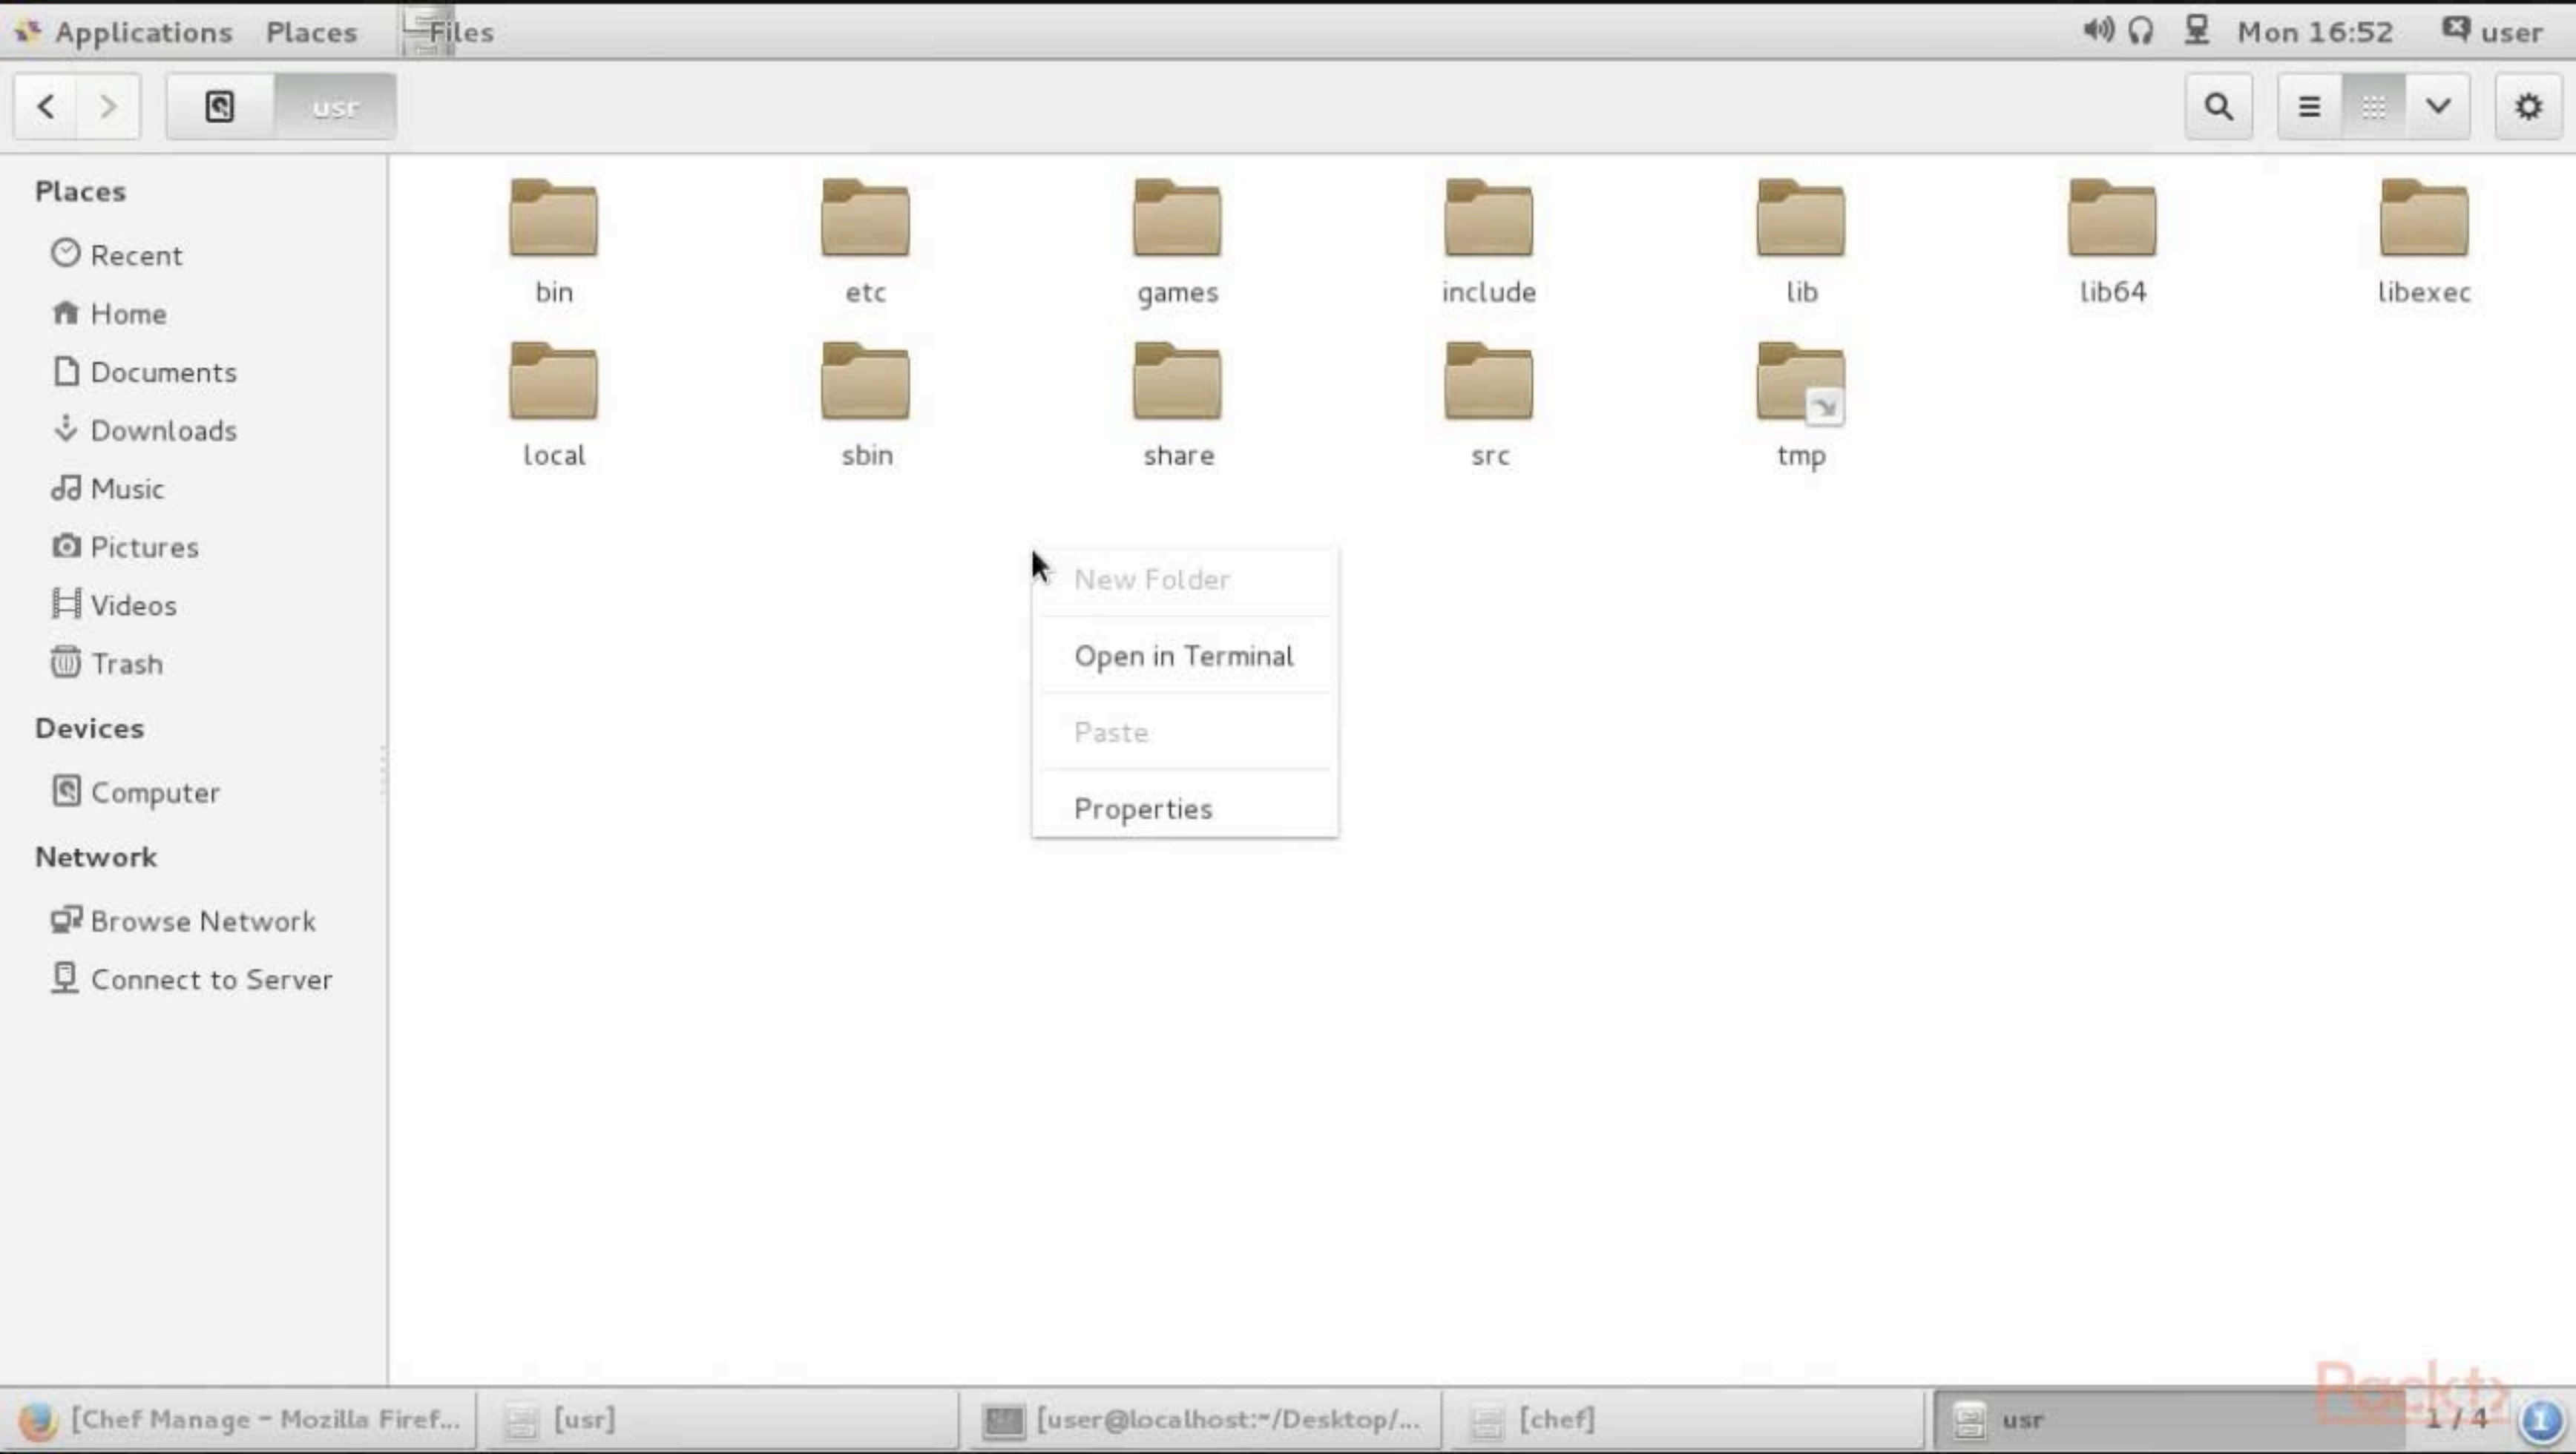 Applications Places Files Mon 16:52 user
usr
Places
Recent
Home
Documents
Downloads
Music
Pictures
Videos
Trash
Devices
Computer
Network
Browse Network
Connect to Server
bin etc games include lib lib64 libexec
local sbin share src tmp
New Folder
Open in Terminal
Paste
Properties
Packt>
[Chef Manage - Mozilla Firef... [usr] [user@localhost:~/Desktop/... [chef] usr 1 / 4 1